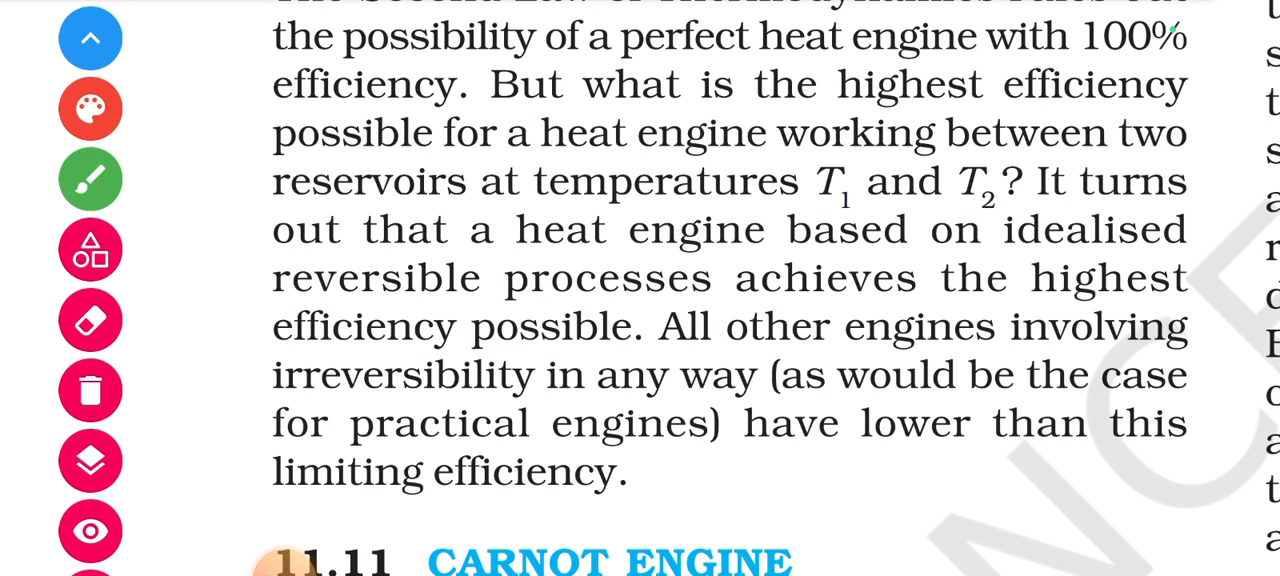 the possibility of a perfect heat engine with 100%
efficiency. But what is the highest efficiency
possible for a heat engine working between two
reservoirs at temperatures T₁ and T₂? It turns
out that a heat engine based on idealised
reversible processes achieves the highest
efficiency possible. All other engines involving
irreversibility in any way (as would be the case
for practical engines) have lower than this
limiting efficiency.
11.11 CARNOT ENGINE